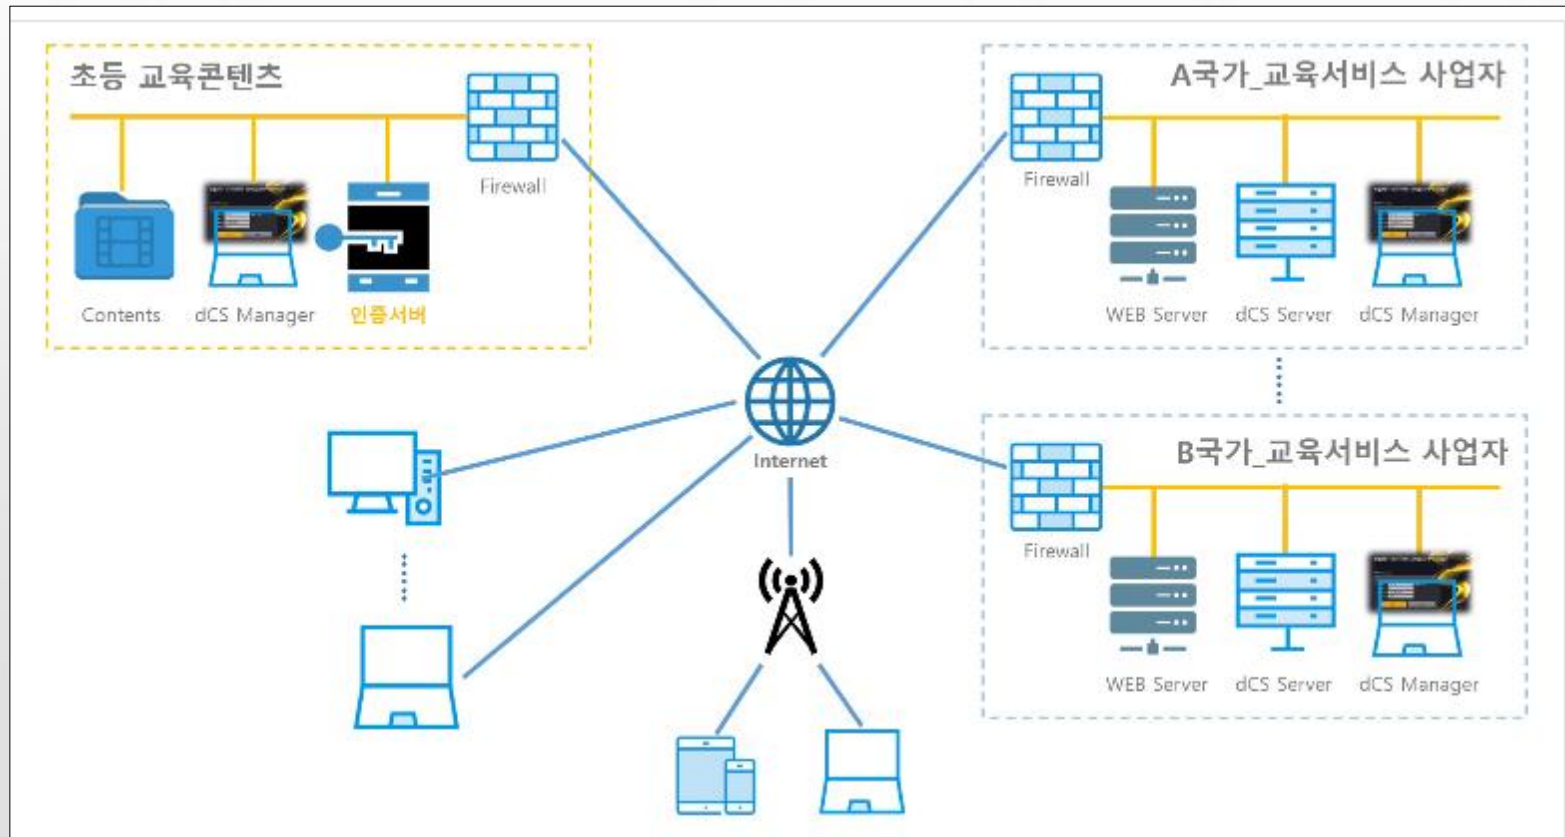 초등 교육콘텐츠
Firewall
Contents
dCS Manager
인증서버
A국가_교육서비스 사업자
Firewall
WEB Server
dCS Server
dCS Manager
Internet
B국가_교육서비스 사업자
Firewall
WEB Server
dCS Server
dCS Manager